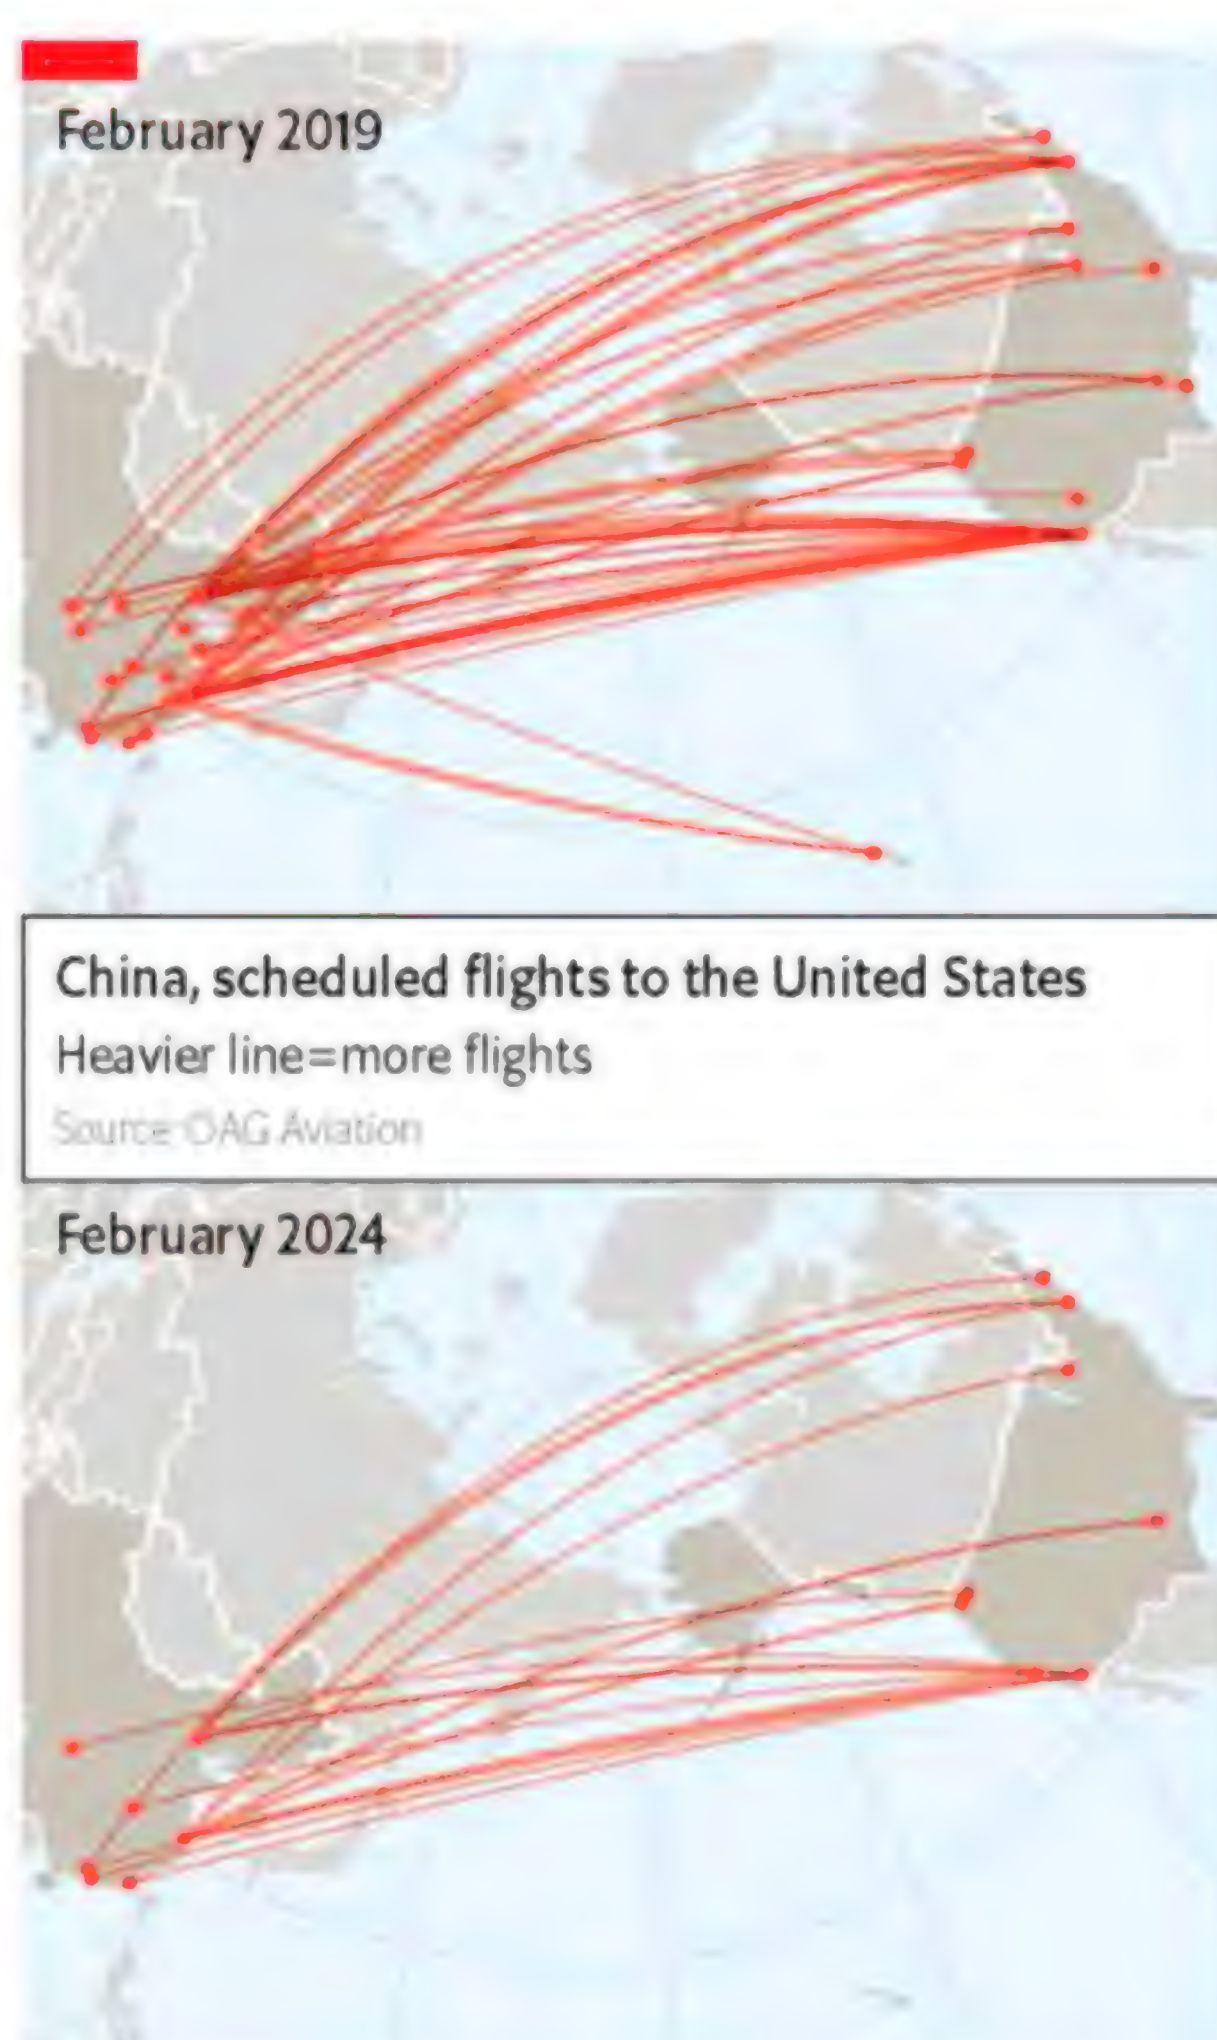 February 2019
China, scheduled flights to the United States
Heavier line=more flights
Source: OAG Aviation
February 2024